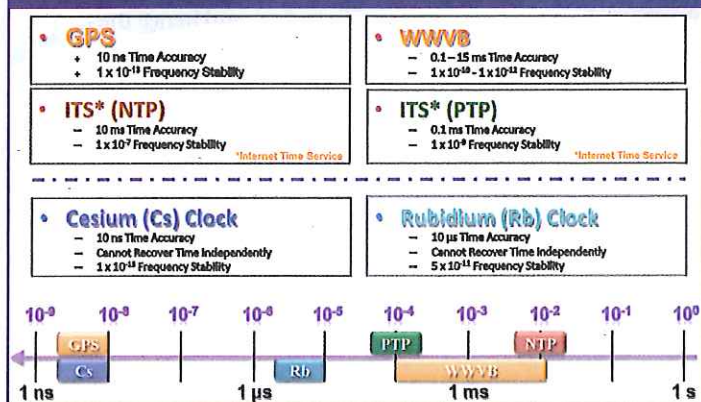 • GPS
+ 10 ns Time Accuracy
+ 1 x 10⁻¹³ Frequency Stability
• WWVB
– 0.1 – 15 ms Time Accuracy
– 1 x 10⁻¹⁰ - 1 x 10⁻¹² Frequency Stability
• ITS* (NTP)
– 10 ms Time Accuracy
– 1 x 10⁻⁷ Frequency Stability
*Internet Time Service
• ITS* (PTP)
– 0.1 ms Time Accuracy
– 1 x 10⁻⁹ Frequency Stability
*Internet Time Service
• Cesium (Cs) Clock
– 10 ns Time Accuracy
– Cannot Recover Time Independently
– 1 x 10⁻¹³ Frequency Stability
• Rubidium (Rb) Clock
– 10 µs Time Accuracy
– Cannot Recover Time Independently
– 5 x 10⁻¹¹ Frequency Stability
10⁻⁹ 10⁻⁸ 10⁻⁷ 10⁻⁶ 10⁻⁵ 10⁻⁴ 10⁻³ 10⁻² 10⁻¹ 10⁰
GPS PTP NTP
Cs Rb WWVB
1 ns 1 µs 1 ms 1 s